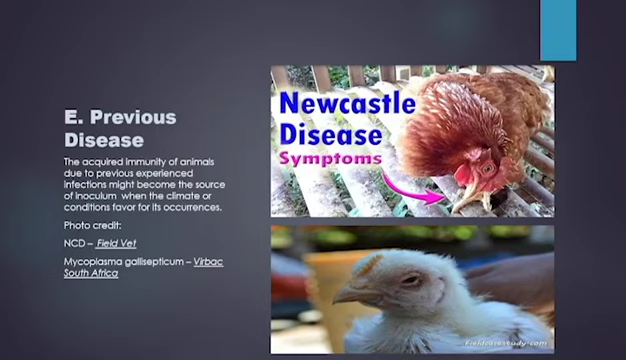 E. Previous
Disease
The acquired immunity of animals
due to previous experienced
infections might become the source
of inoculum when the climate or
conditions favor for its occurrences.
Photo credit:
NCD – Field Vet
Mycoplasma gallisepticum – Virbac
South Africa
Newcastle
Disease
Symptoms
Fieldcasestudy.com